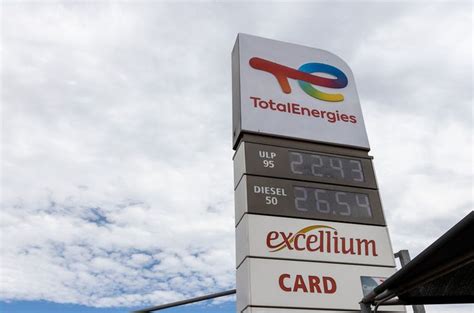 TotalEnergies
ULP
95
22.43
DIESEL
50
26.54
excellium
CARD